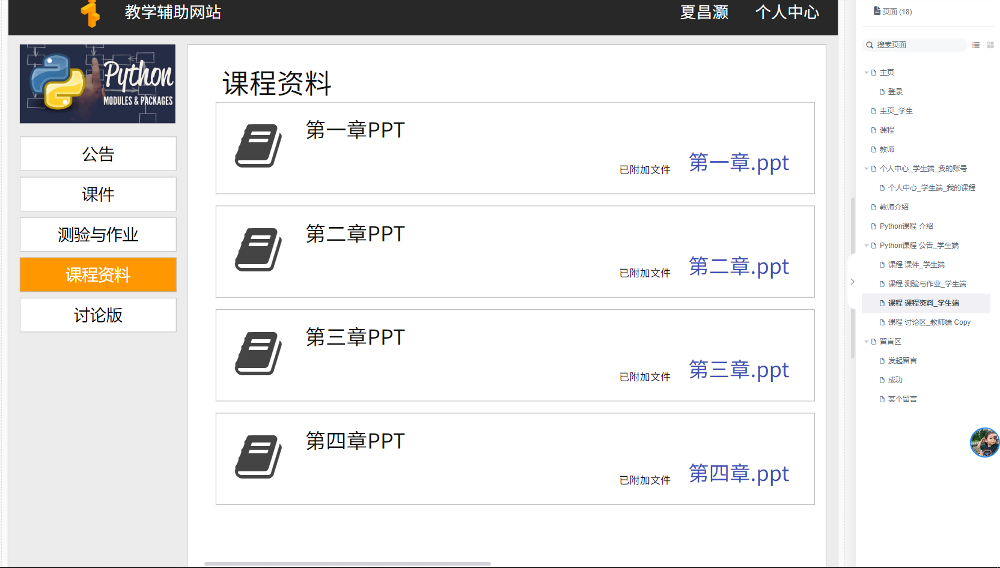 教学辅助网站
夏昌灏
个人中心
Python
MODULES & PACKAGES
公告
课件
测验与作业
课程资料
讨论版
课程资料
第一章PPT
已附加文件
第一章.ppt
第二章PPT
已附加文件
第二章.ppt
第三章PPT
已附加文件
第三章.ppt
第四章PPT
已附加文件
第四章.ppt
页面 (18)
搜索页面
主页
登录
主页_学生
课程
教师
个人中心_学生端_我的账号
个人中心_学生端_我的课程
教师介绍
Python课程 介绍
Python课程 公告_学生端
课程 课件_学生端
课程 测验与作业_学生端
课程 课程资料_学生端
课程 讨论区_教师端 Copy
留言区
发起留言
成功
某个留言